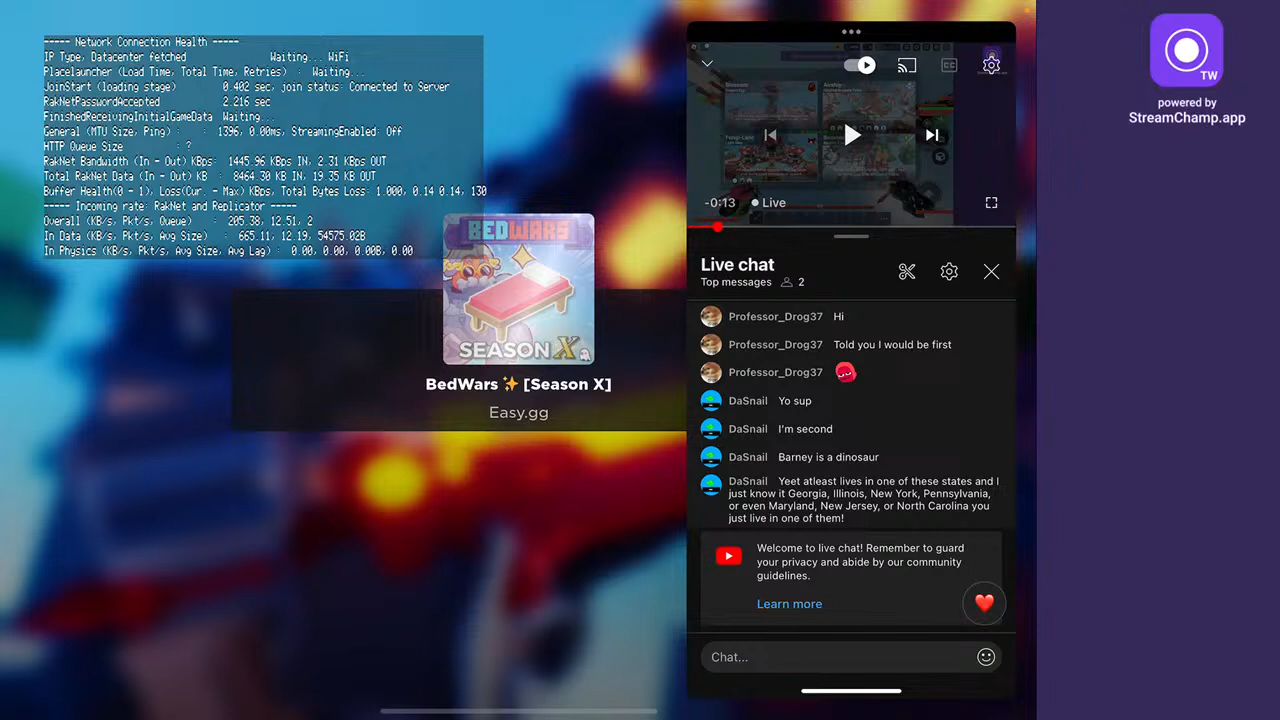 ----- Network Connection Health -----
IP Type, Datacenter fetched Waiting... WiFi
Placelauncher (Load Time, Total Time, Retries) : Waiting...
JoinStart (loading stage) 0.402 sec, join status: Connected to Server
RakNetPasswordAccepted 2.216 sec
FinishedReceivingInitialGameData Waiting...
General (MTU Size, Ping) : : 1396, 0.00ms, StreamingEnabled: Off
HTTP Queue Size : ?
RakNet Bandwidth (In - Out) KBps: 1445.96 KBps IN, 2.31 KBps OUT
Total RakNet Data (In - Out) KB : 8464.30 KB IN, 19.35 KB OUT
Buffer Health(0 - 1), Loss(Cur. - Max) KBps, Total Bytes Loss: 1.000, 0.14 0.14, 130
----- Incoming rate: RakNet and Replicator -----
Overall (KB/s, Pkt/s, Queue) : 205.38, 12.51, 2
In Data (KB/s, Pkt/s, Avg Size) : 665.11, 12.19, 54575.02B
In Physics (KB/s, Pkt/s, Avg Size, Avg Lag) : 0.00, 0.00, 0.00B, 0.00
BEDWARS
SEASON X
BedWars ✨ [Season X]
Easy.gg
CC
-0:13 Live
Live chat
Top messages 2
Professor_Drog37 Hi
Professor_Drog37 Told you I would be first
Professor_Drog37
DaSnail Yo sup
DaSnail I'm second
DaSnail Barney is a dinosaur
DaSnail Yeet atleast lives in one of these states and I
just know it Georgia, Illinois, New York, Pennsylvania,
or even Maryland, New Jersey, or North Carolina you
just live in one of them!
Welcome to live chat! Remember to guard
your privacy and abide by our community
guidelines.
Learn more
Chat...
TW
powered by
StreamChamp.app